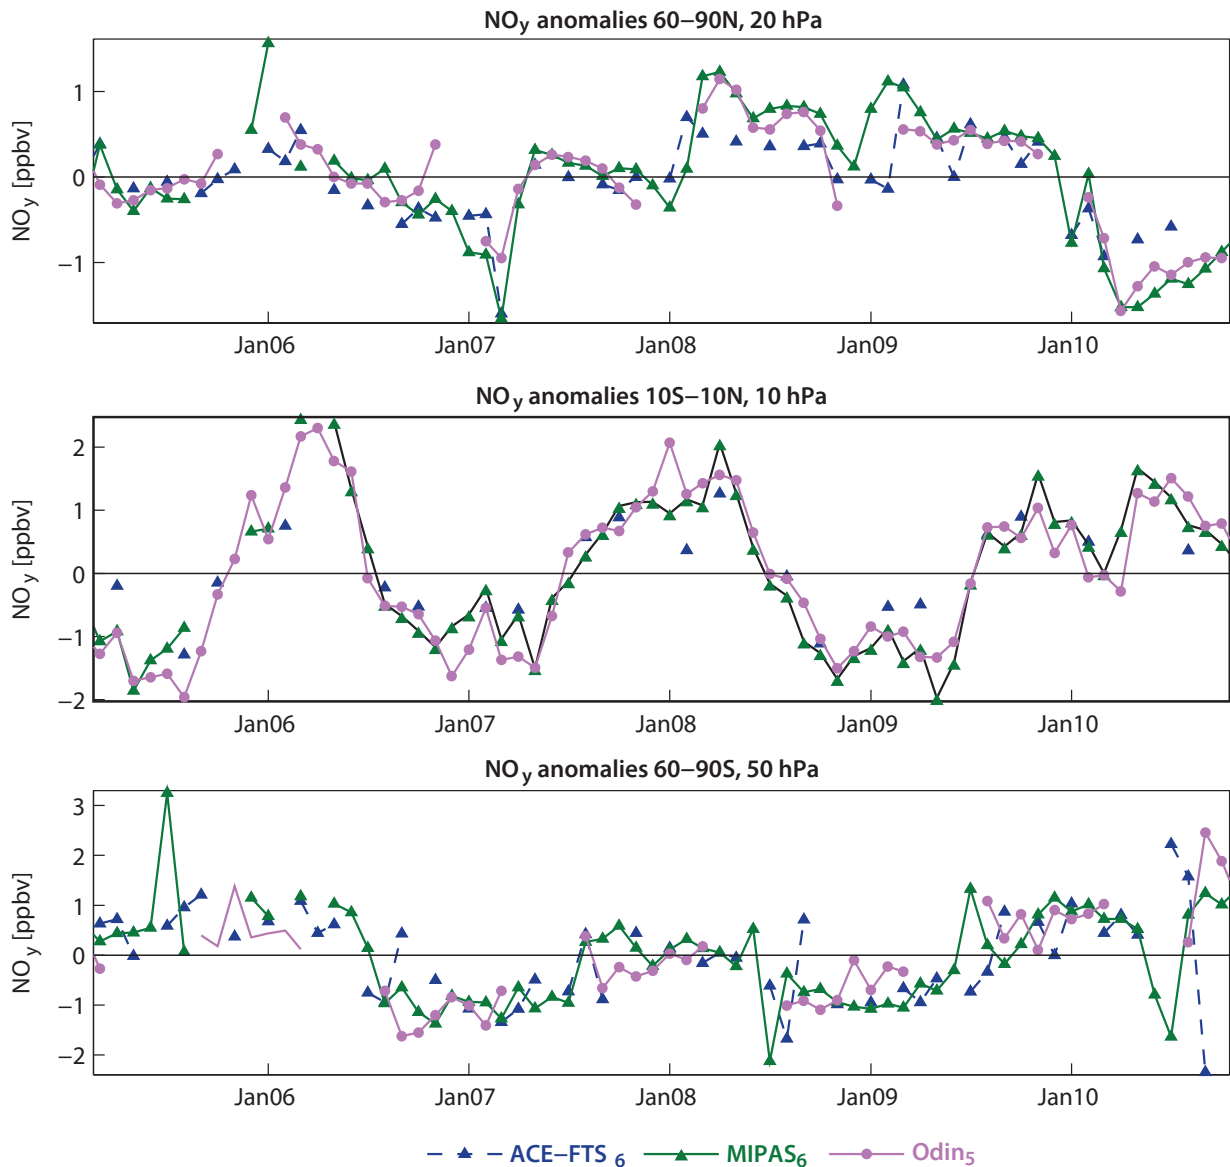 NOy anomalies 60–90N, 20 hPa
NOy [ppbv]
1
0
–1
Jan06 Jan07 Jan08 Jan09 Jan10
NOy anomalies 10S–10N, 10 hPa
NOy [ppbv]
2
1
0
–1
–2
Jan06 Jan07 Jan08 Jan09 Jan10
NOy anomalies 60–90S, 50 hPa
NOy [ppbv]
3
2
1
0
–1
–2
Jan06 Jan07 Jan08 Jan09 Jan10
ACE–FTS 6 MIPAS6 Odin5